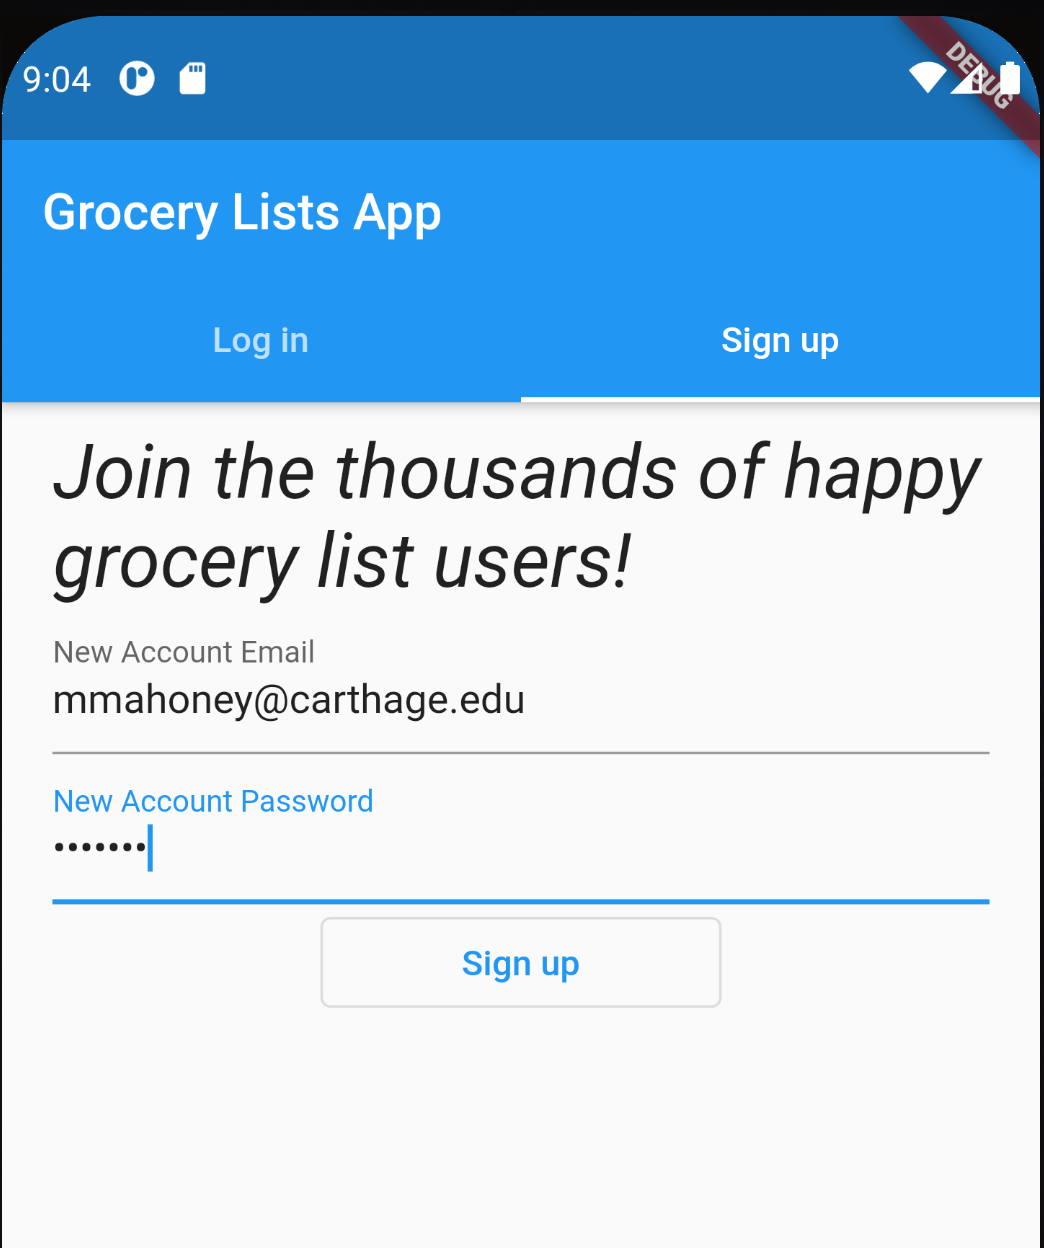 9:04
DEBUG
Grocery Lists App
Log in Sign up
Join the thousands of happy
grocery list users!
New Account Email
mmahoney@carthage.edu
New Account Password
•••••••
Sign up